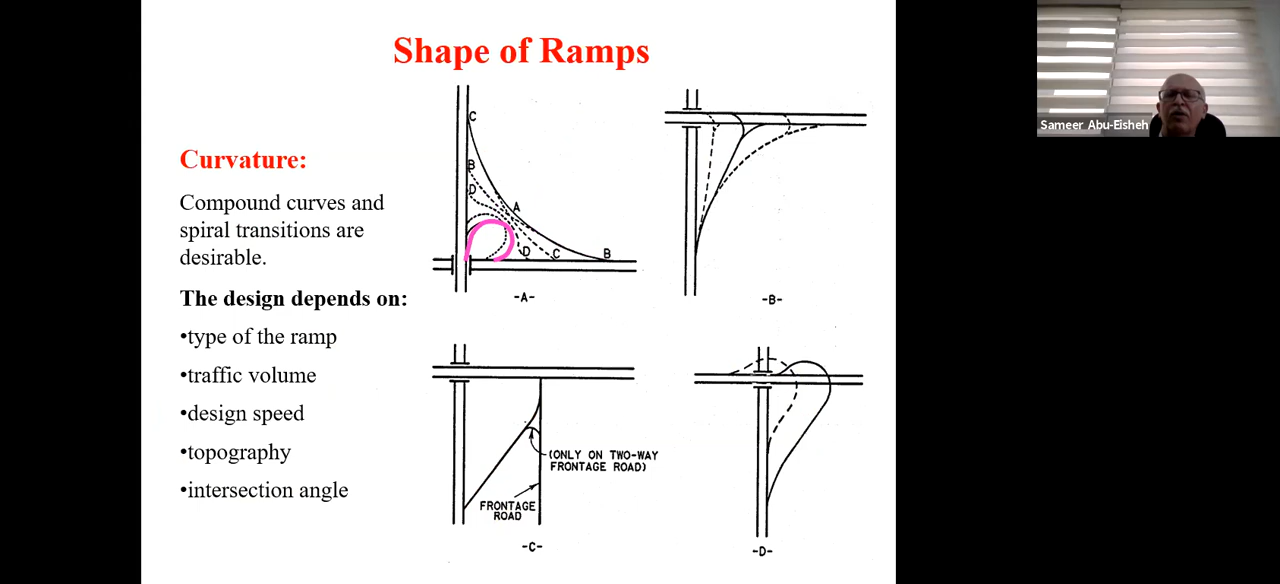 Shape of Ramps
Sameer Abu-Eisheh
Curvature:
Compound curves and
spiral transitions are
desirable.
The design depends on:
•type of the ramp
•traffic volume
•design speed
•topography
•intersection angle
C
B
D
A
D
C
B
-A-
-B-
(ONLY ON TWO-WAY
FRONTAGE ROAD)
FRONTAGE
ROAD
-C-
-D-